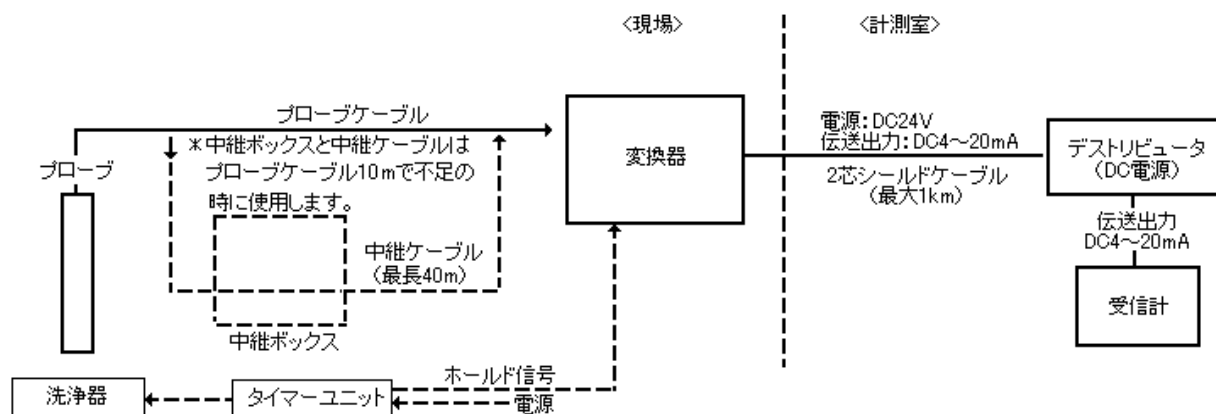 〈現場〉
〈計測室〉
プローブケーブル
＊中継ボックスと中継ケーブルは
プローブケーブル10mで不足の
時に使用します。
プローブ
中継ケーブル
（最長40m）
中継ボックス
変換器
電源：DC24V
伝送出力：DC4～20mA
2芯シールドケーブル
（最大1km）
デストリビュータ
（DC電源）
伝送出力
DC4～20mA
受信計
ホールド信号
電源
洗浄器
タイマーユニット